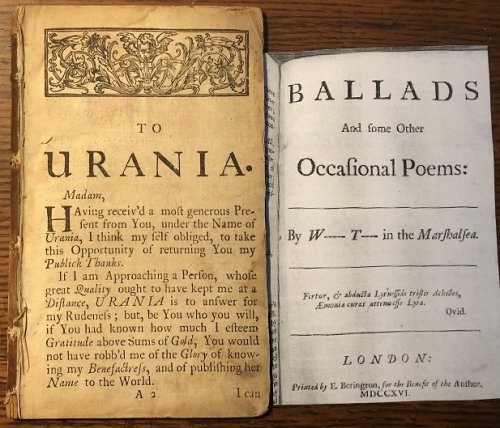 TO
URANIA.
Madam,
HAving receiv'd a most generous Pre-
sent from You, under the Name of
Urania, I think my self obliged, to take
this Opportunity of returning You my
Publick Thanks.
If I am Approaching a Person, whose
great Quality ought to have kept me at a
Distance, URANIA is to answer for
my Rudeness; but, be You who you will,
if You had known how much I esteem
Gratitude above Sums of Gold, You would
not have robb'd me of the Glory of know-
ing my Benefactress, and of publishing her
Name to the World.
A 2 I can
BALLADS
And some Other
Occasional Poems:
By W----- T---- in the Marshalsea.
Fertur, & abducta Lyrnesside tristis Achilles,
Æmonia curas attenuasse Lyra.
Ovid.
LONDON:
Printed by E. Berington, for the Benefit of the Author,
MDCCXVI.